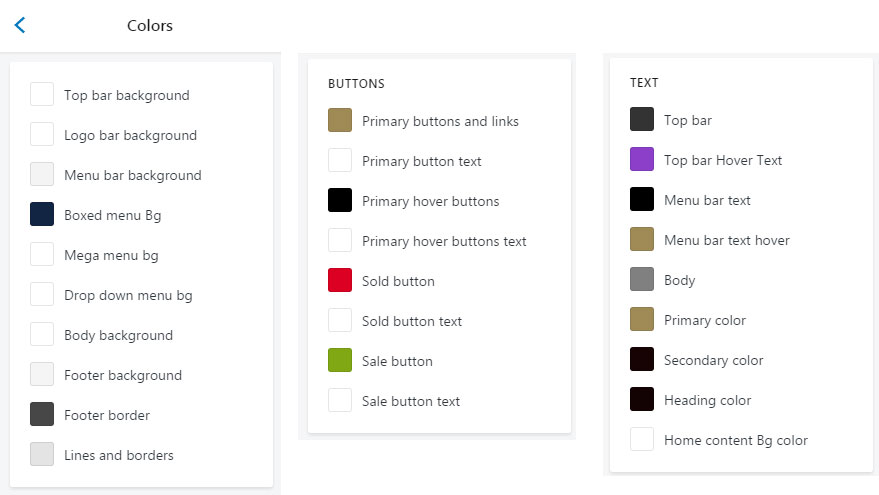 Colors
Top bar background
Logo bar background
Menu bar background
Boxed menu Bg
Mega menu bg
Drop down menu bg
Body background
Footer background
Footer border
Lines and borders
BUTTONS
Primary buttons and links
Primary button text
Primary hover buttons
Primary hover buttons text
Sold button
Sold button text
Sale button
Sale button text
TEXT
Top bar
Top bar Hover Text
Menu bar text
Menu bar text hover
Body
Primary color
Secondary color
Heading color
Home content Bg color